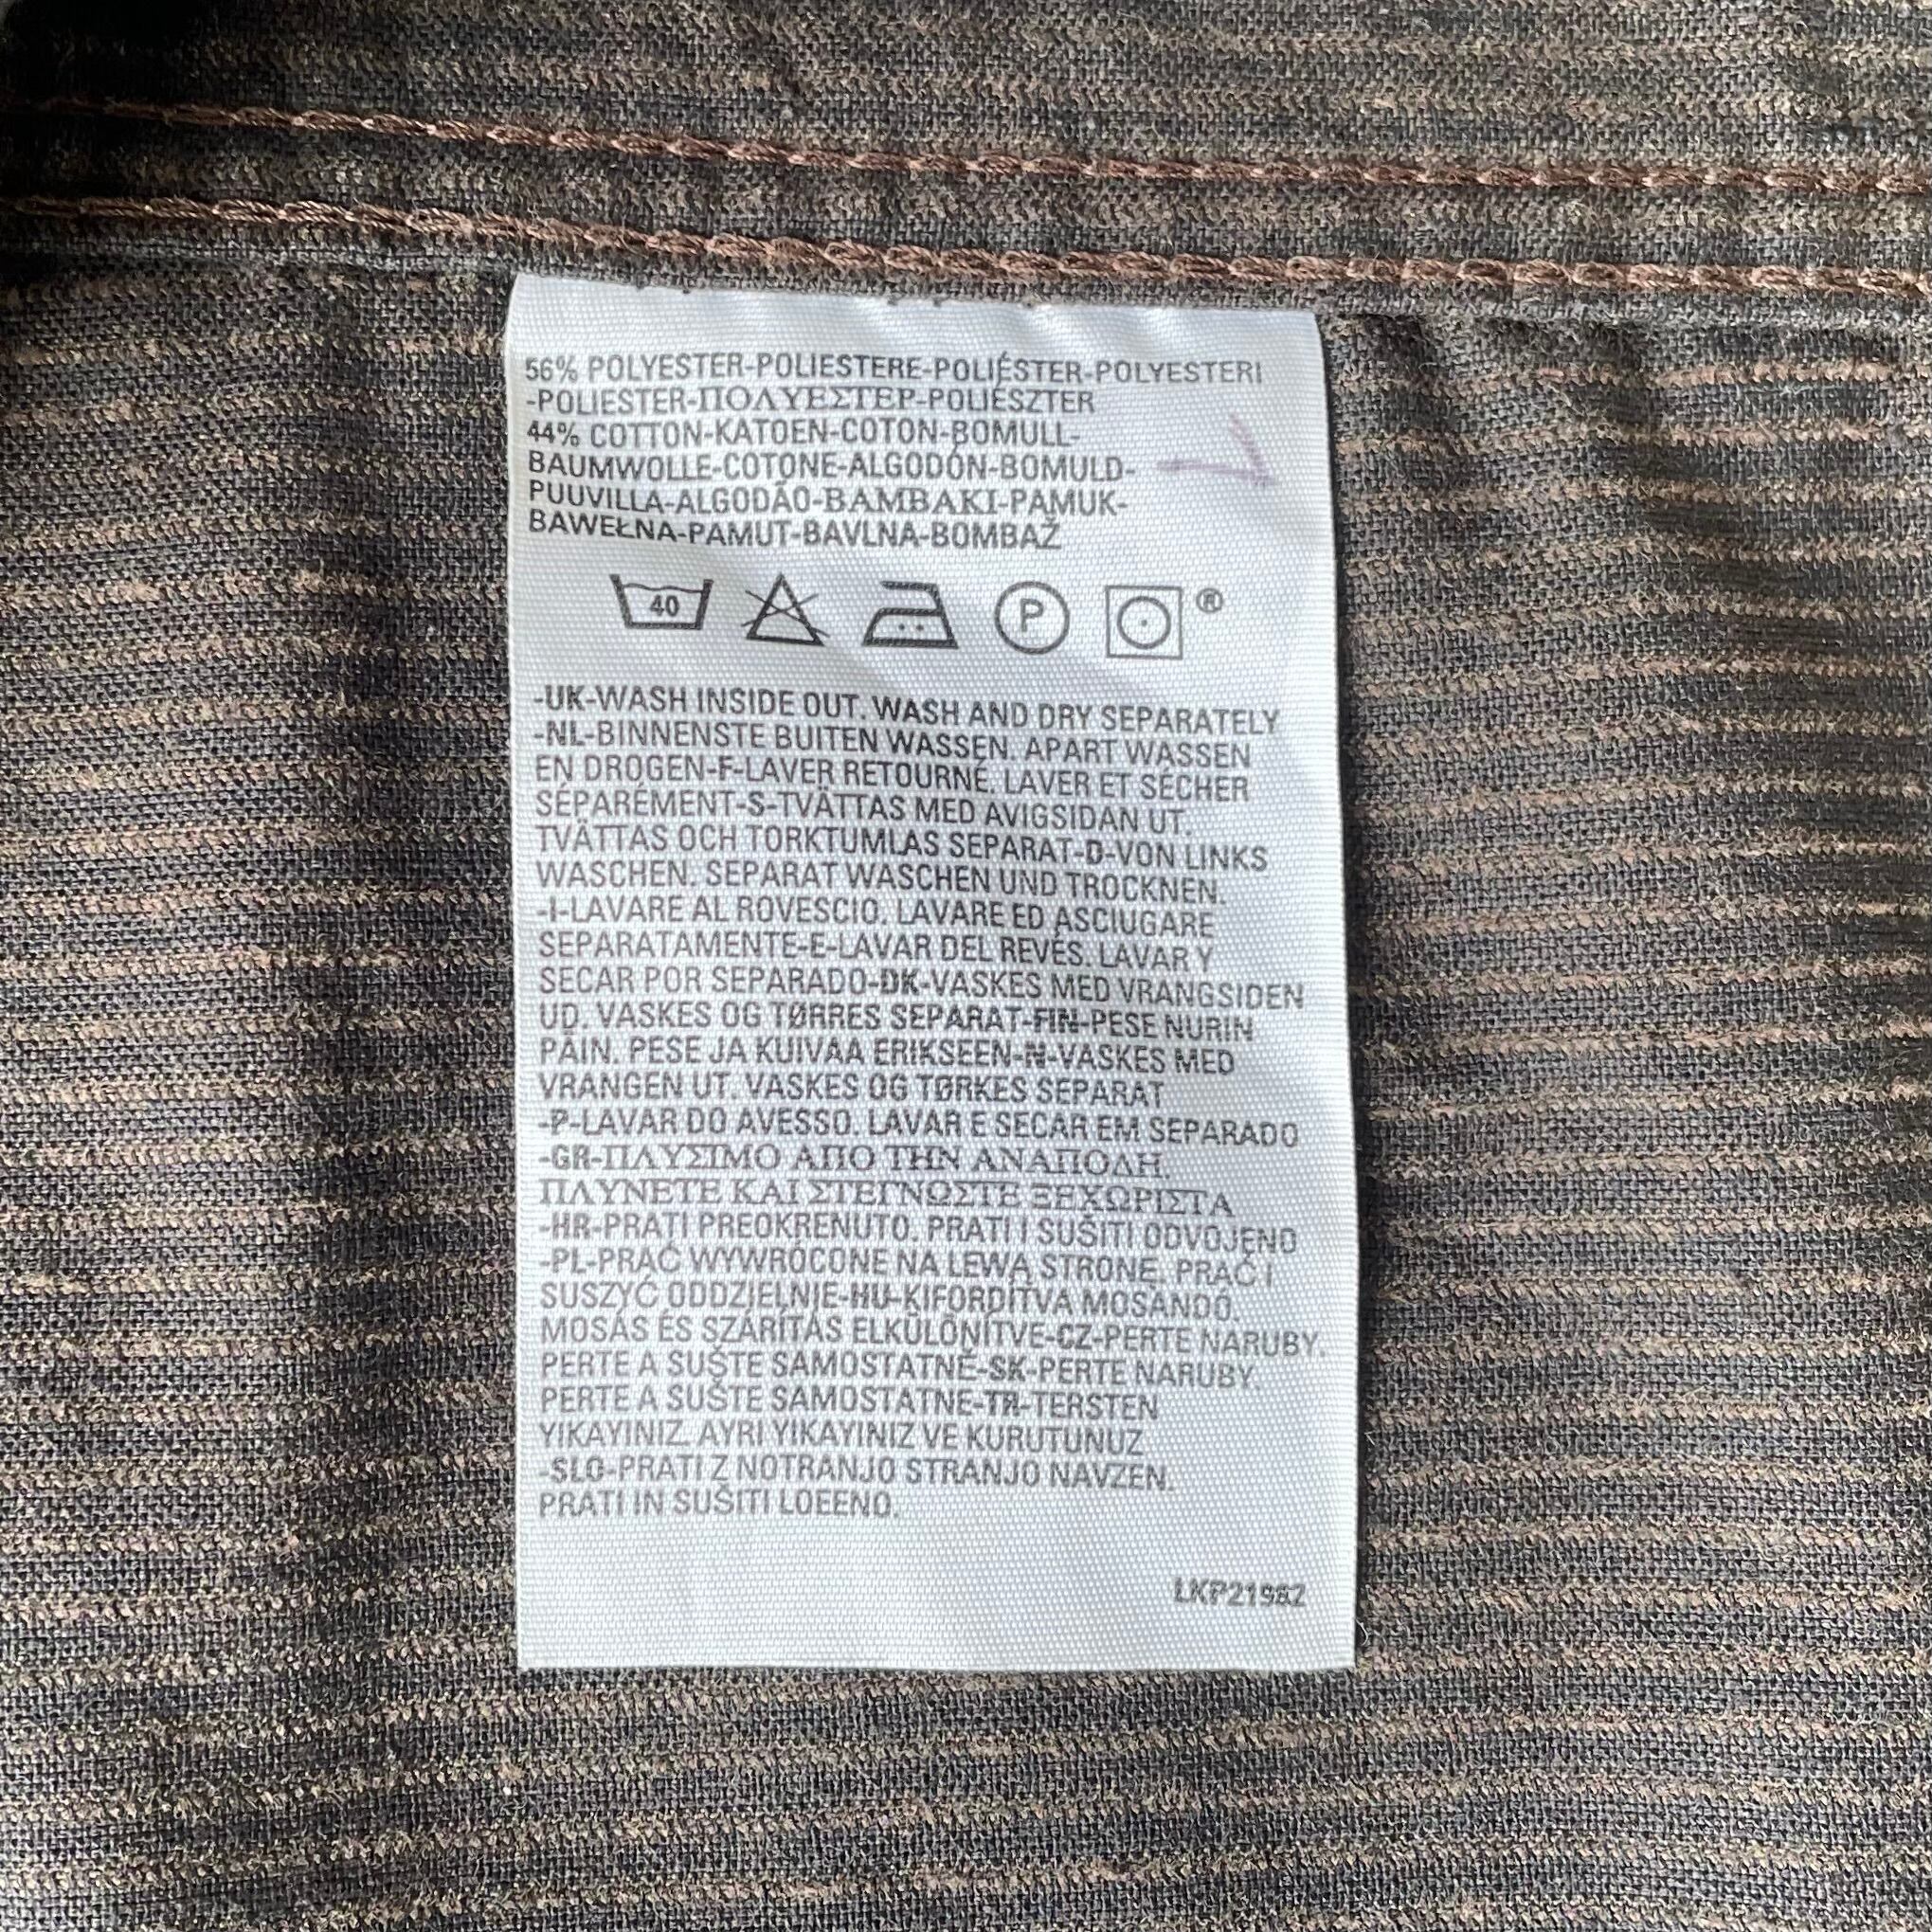 56% POLYESTER-POLIESTERE-POLIÉSTER-POLYESTERI
-POLIESTER-ΠΟΛΥΕΣΤΕΡ-POLIÉSZTER
44% COTTON-KATOEN-COTON-BOMULL-
BAUMWOLLE-COTONE-ALGODÓN-BOMULD-
PUUVILLA-ALGODÃO-BAMBAKI-PAMUK-
BAWEŁNA-PAMUT-BAVLNA-BOMBAŽ
40 P ®
-UK-WASH INSIDE OUT. WASH AND DRY SEPARATELY
-NL-BINNENSTE BUITEN WASSEN. APART WASSEN
EN DROGEN-F-LAVER RETOURNÉ. LAVER ET SÉCHER
SÉPARÉMENT-S-TVÄTTAS MED AVIGSIDAN UT.
TVÄTTAS OCH TORKTUMLAS SEPARAT-D-VON LINKS
WASCHEN. SEPARAT WASCHEN UND TROCKNEN.
-I-LAVARE AL ROVESCIO. LAVARE ED ASCIUGARE
SEPARATAMENTE-E-LAVAR DEL REVÉS. LAVAR Y
SECAR POR SEPARADO-DK-VASKES MED VRANGSIDEN
UD. VASKES OG TØRRES SEPARAT-FIN-PESE NURIN
PÄIN. PESE JA KUIVAA ERIKSEEN-N-VASKES MED
VRANGEN UT. VASKES OG TØRKES SEPARAT
-P-LAVAR DO AVESSO. LAVAR E SECAR EM SEPARADO
-GR-ΠΛΥΣΙΜΟ ΑΠΟ ΤΗΝ ΑΝΑΠΟΔΗ.
ΠΛΥΝΕΤΕ ΚΑΙ ΣΤΕΓΝΩΣΤΕ ΞΕΧΩΡΙΣΤΑ
-HR-PRATI PREOKRENUTO. PRATI I SUŠITI ODVOJENO
-PL-PRAĆ WYWRÓCONE NA LEWĄ STRONĘ. PRAĆ I
SUSZYĆ ODDZIELNIE-HU-KIFORDÍTVA MOSANDÓ.
MOSÁS ÉS SZÁRÍTÁS ELKÜLÖNÍTVE-CZ-PERTE NARUBY.
PERTE A SUŠTE SAMOSTATNĚ-SK-PERTE NARUBY.
PERTE A SUŠTE SAMOSTATNE-TR-TERSTEN
YIKAYINIZ. AYRI YIKAYINIZ VE KURUTUNUZ
-SLO-PRATI Z NOTRANJO STRANJO NAVZEN.
PRATI IN SUŠITI LOEENO.
LKP21982